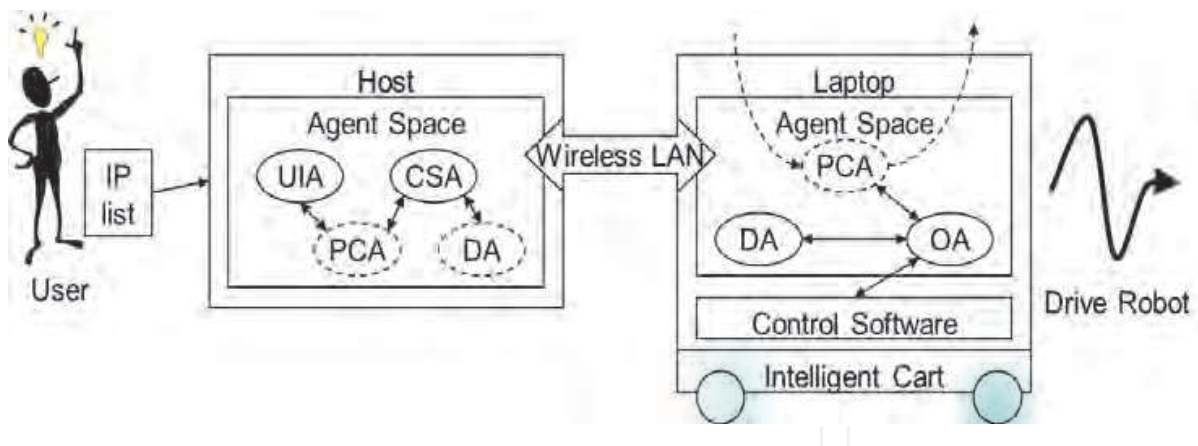 Host
Agent Space
UIA
CSA
PCA
DA
IP
list
User
Wireless LAN
Laptop
Agent Space
PCA
DA
OA
Control Software
Intelligent Cart
Drive Robot